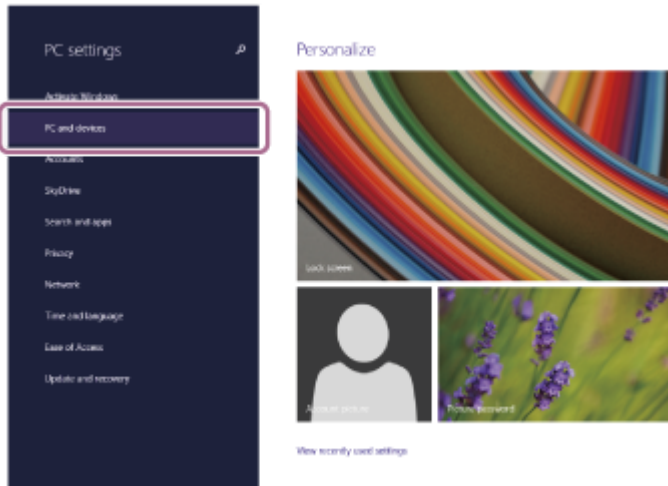 PC settings
Activate Windows
PC and devices
Accounts
SkyDrive
Search and apps
Privacy
Network
Time and language
Ease of Access
Update and recovery
Personalize
Lock screen
Account picture
Picture password
View recently used settings